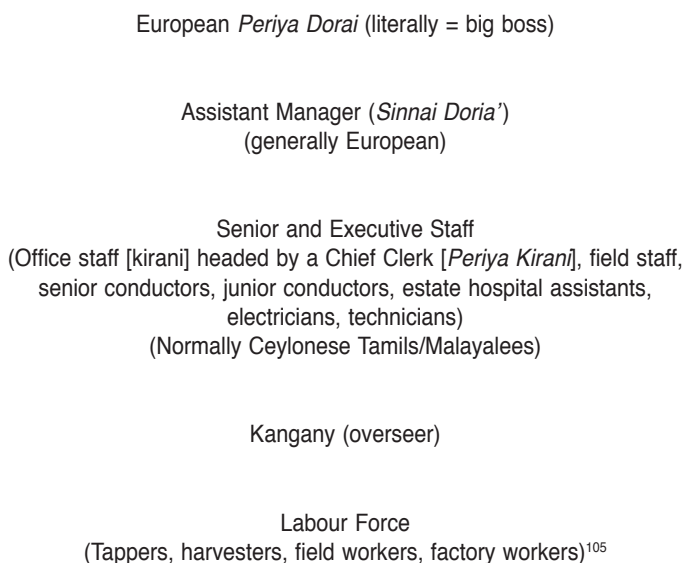 European Periya Dorai (literally = big boss)
Assistant Manager (Sinnai Doria’)
(generally European)
Senior and Executive Staff
(Office staff [kirani] headed by a Chief Clerk [Periya Kirani], field staff,
senior conductors, junior conductors, estate hospital assistants,
electricians, technicians)
(Normally Ceylonese Tamils/Malayalees)
Kangany (overseer)
Labour Force
(Tappers, harvesters, field workers, factory workers)¹⁰⁵